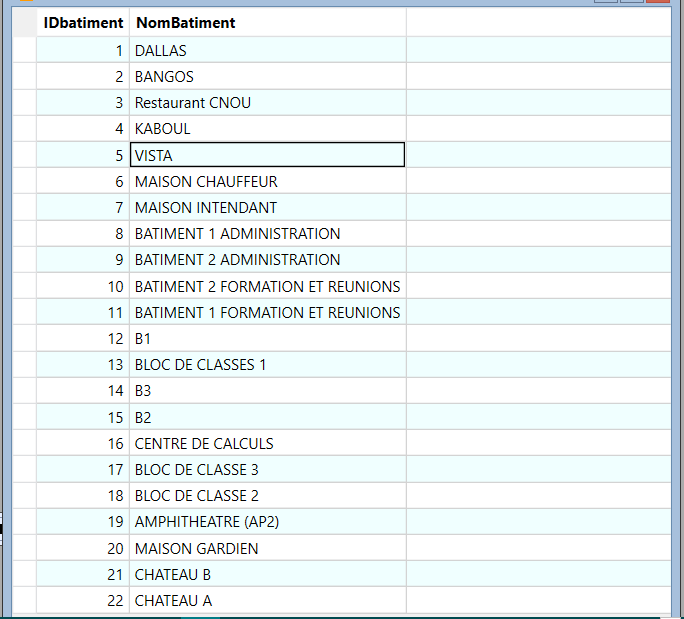 IDbatiment NomBatiment
1 DALLAS
2 BANGOS
3 Restaurant CNOU
4 KABOUL
5 VISTA
6 MAISON CHAUFFEUR
7 MAISON INTENDANT
8 BATIMENT 1 ADMINISTRATION
9 BATIMENT 2 ADMINISTRATION
10 BATIMENT 2 FORMATION ET REUNIONS
11 BATIMENT 1 FORMATION ET REUNIONS
12 B1
13 BLOC DE CLASSES 1
14 B3
15 B2
16 CENTRE DE CALCULS
17 BLOC DE CLASSE 3
18 BLOC DE CLASSE 2
19 AMPHITHEATRE (AP2)
20 MAISON GARDIEN
21 CHATEAU B
22 CHATEAU A